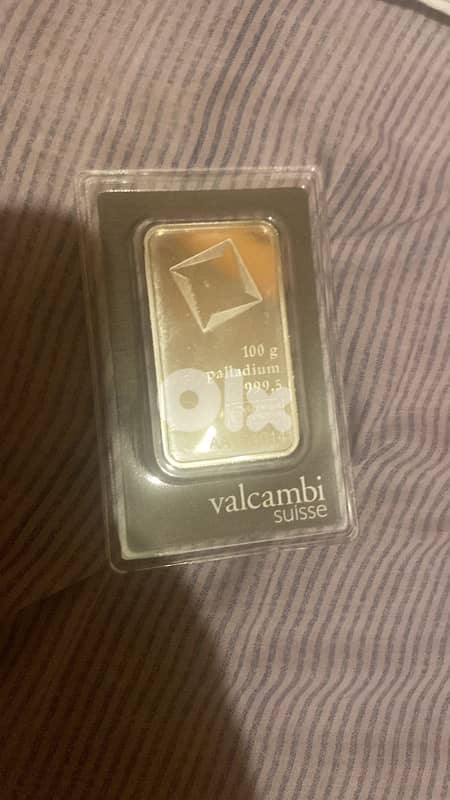 100 g
palladium
999,5
olx
valcambi
suisse